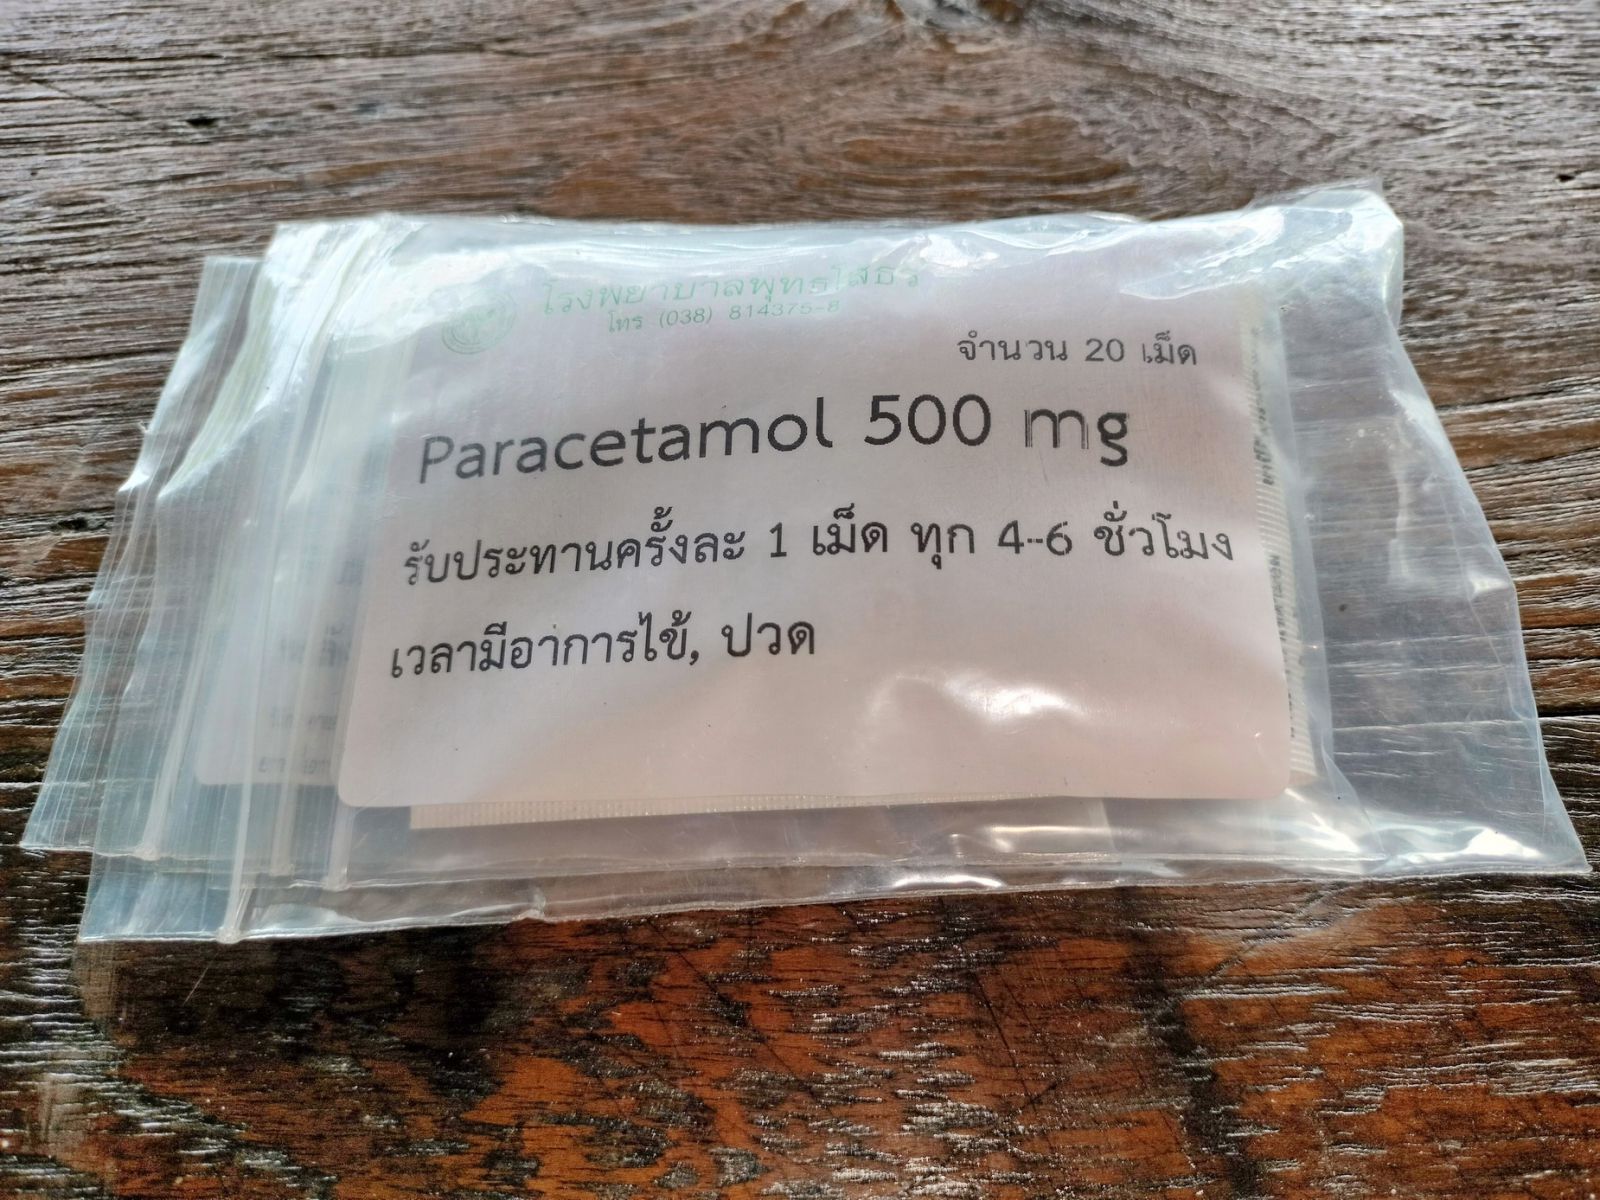 โรงพยาบาลพุทธโสธร
โทร (038) 814375-8
จำนวน 20 เม็ด
Paracetamol 500 mg
รับประทานครั้งละ 1 เม็ด ทุก 4-6 ชั่วโมง
เวลามีอาการไข้, ปวด